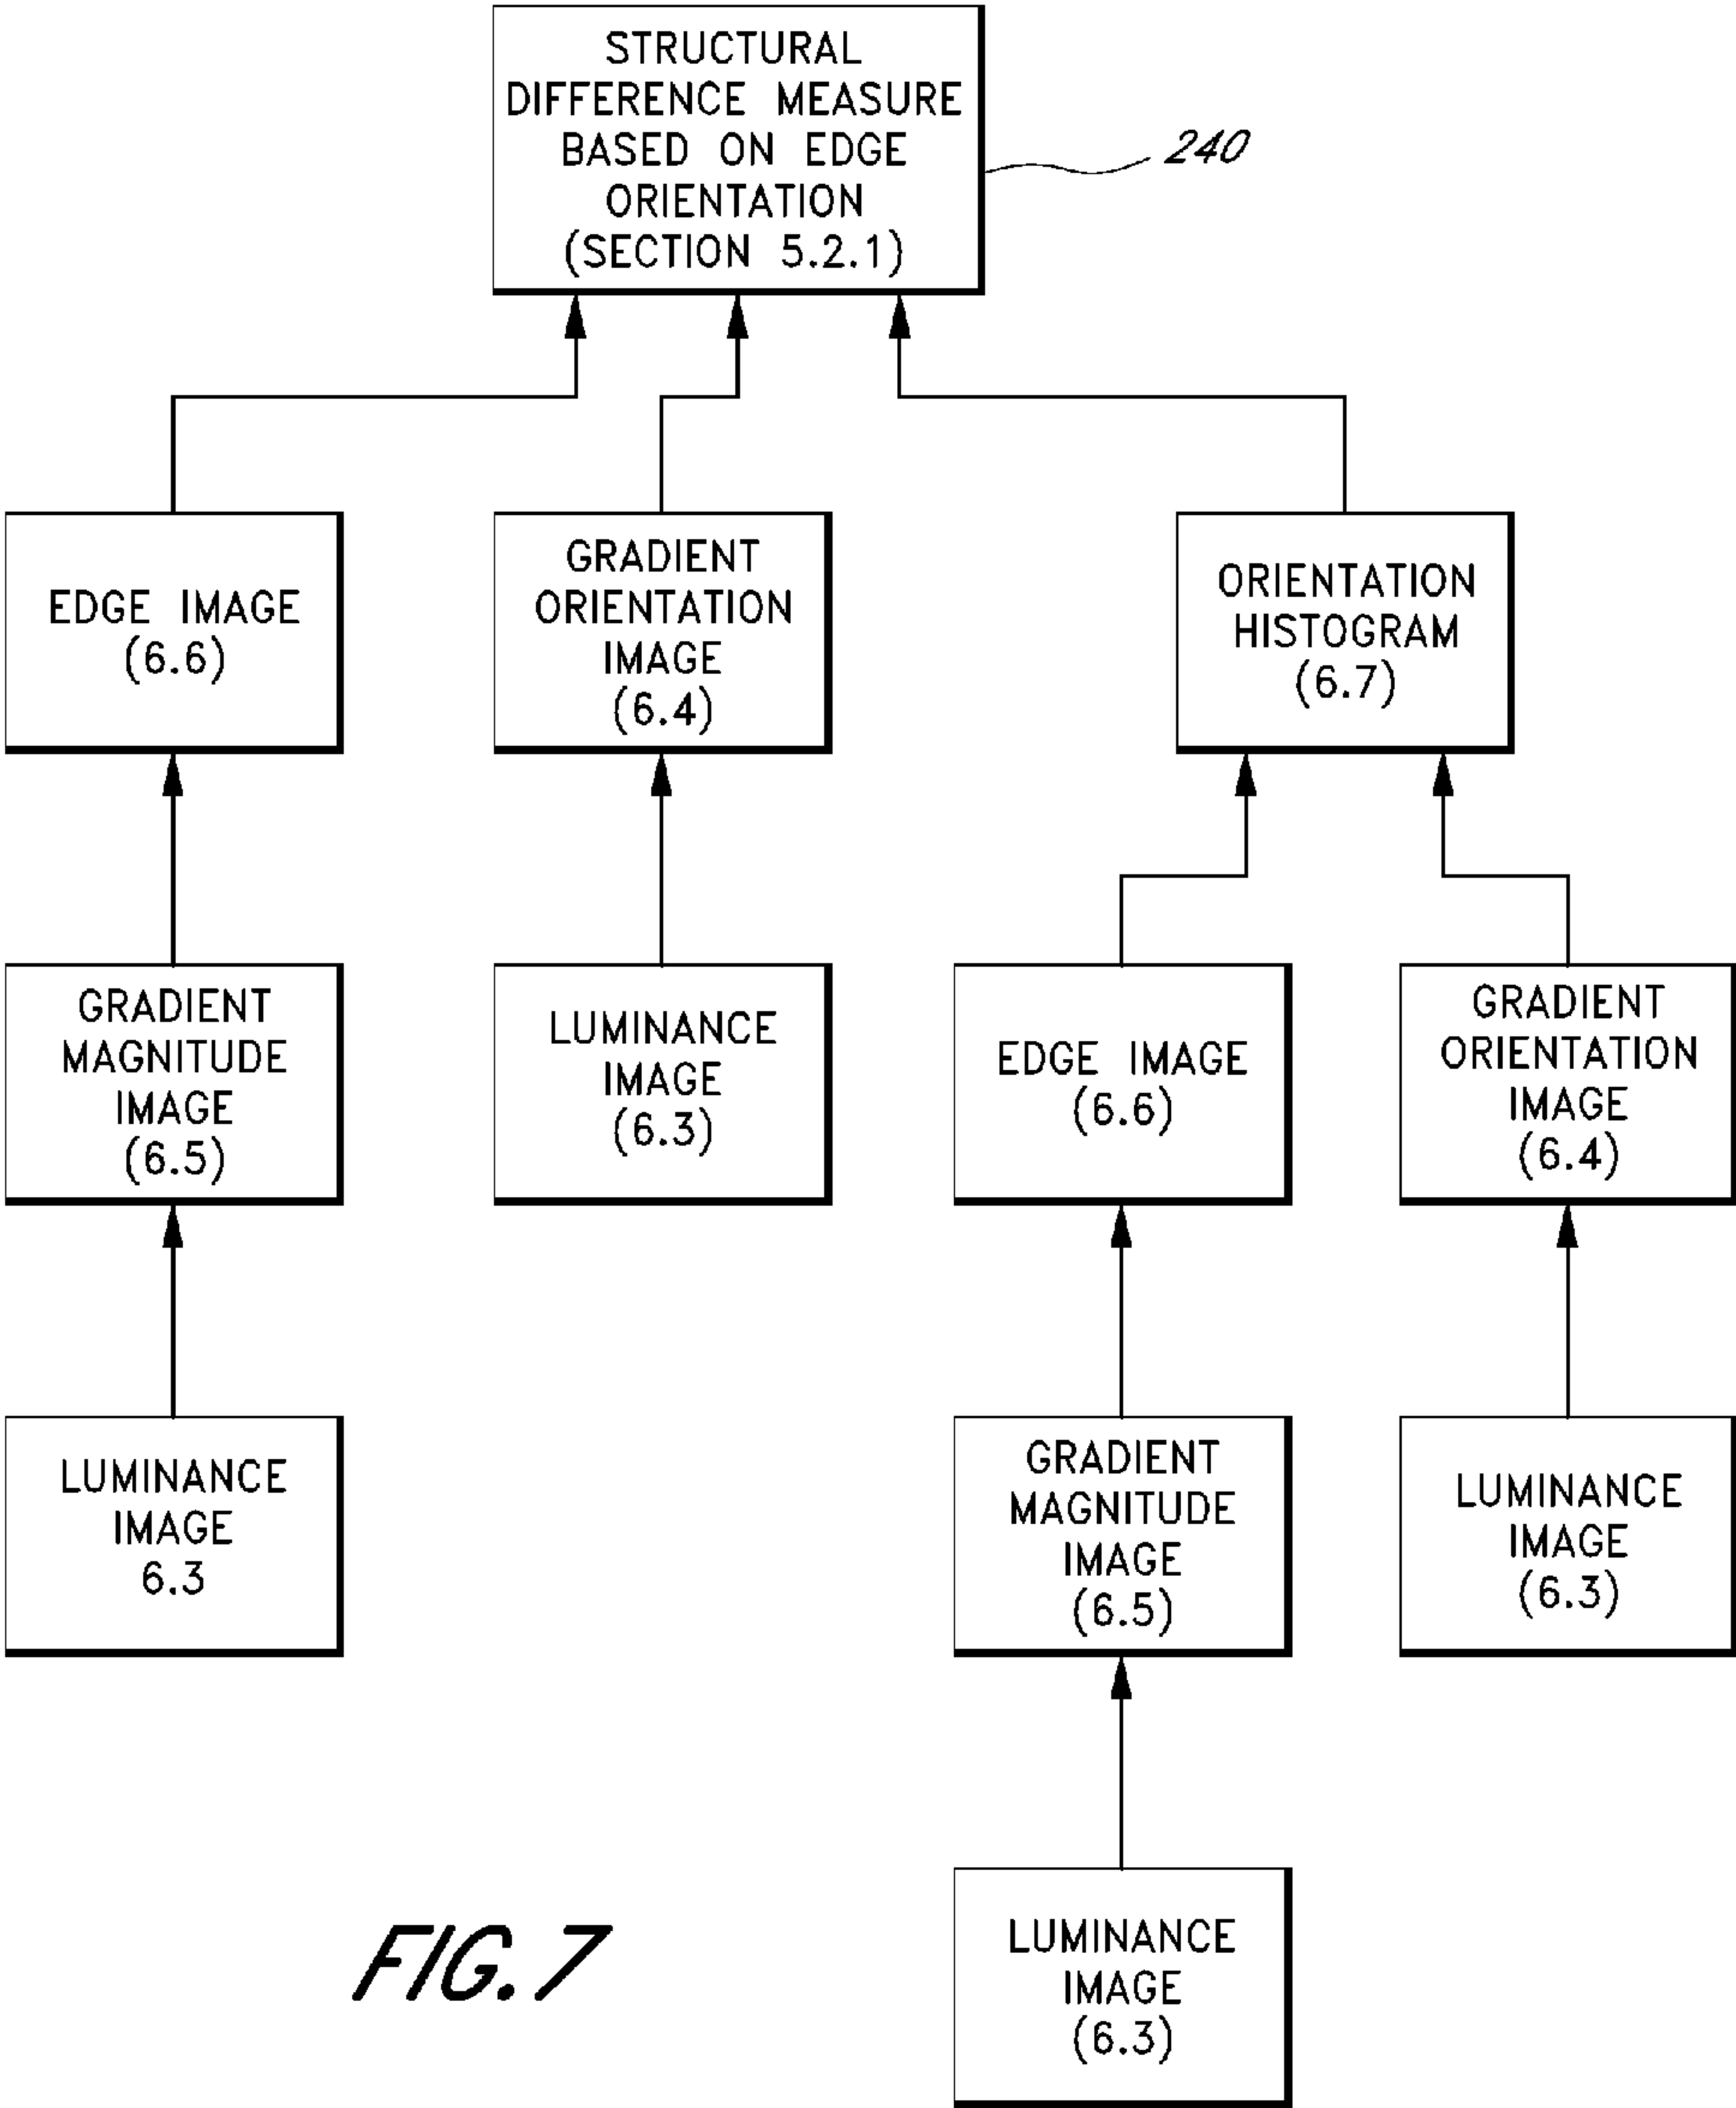 STRUCTURAL
DIFFERENCE MEASURE
BASED ON EDGE
ORIENTATION
(SECTION 5.2.1)
240
EDGE IMAGE
(6.6)
GRADIENT
ORIENTATION
IMAGE
(6.4)
ORIENTATION
HISTOGRAM
(6.7)
GRADIENT
MAGNITUDE
IMAGE
(6.5)
LUMINANCE
IMAGE
(6.3)
EDGE IMAGE
(6.6)
GRADIENT
ORIENTATION
IMAGE
(6.4)
LUMINANCE
IMAGE
6.3
GRADIENT
MAGNITUDE
IMAGE
(6.5)
LUMINANCE
IMAGE
(6.3)
LUMINANCE
IMAGE
(6.3)
FIG. 7